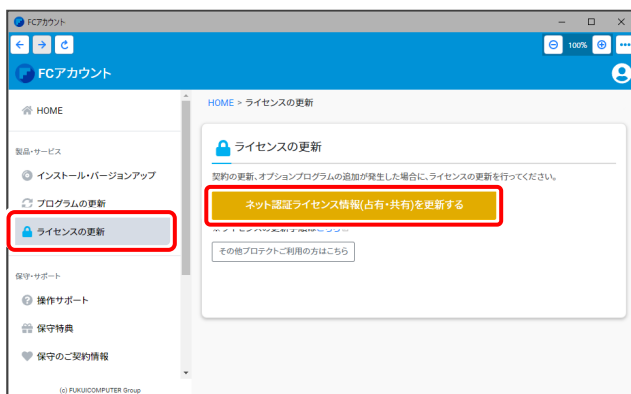 FCアカウント
100%
FCアカウント
HOME
HOME > ライセンスの更新
製品・サービス
インストール・バージョンアップ
プログラムの更新
ライセンスの更新
保守・サポート
操作サポート
保守特典
保守のご契約情報
(c) FUKUICOMPUTER Group
ライセンスの更新
契約の更新、オプションプログラムの追加が発生した場合に、ライセンスの更新を行ってください。
ネット認証ライセンス情報(占有・共有)を更新する
その他プロテクトご利用の方はこちら